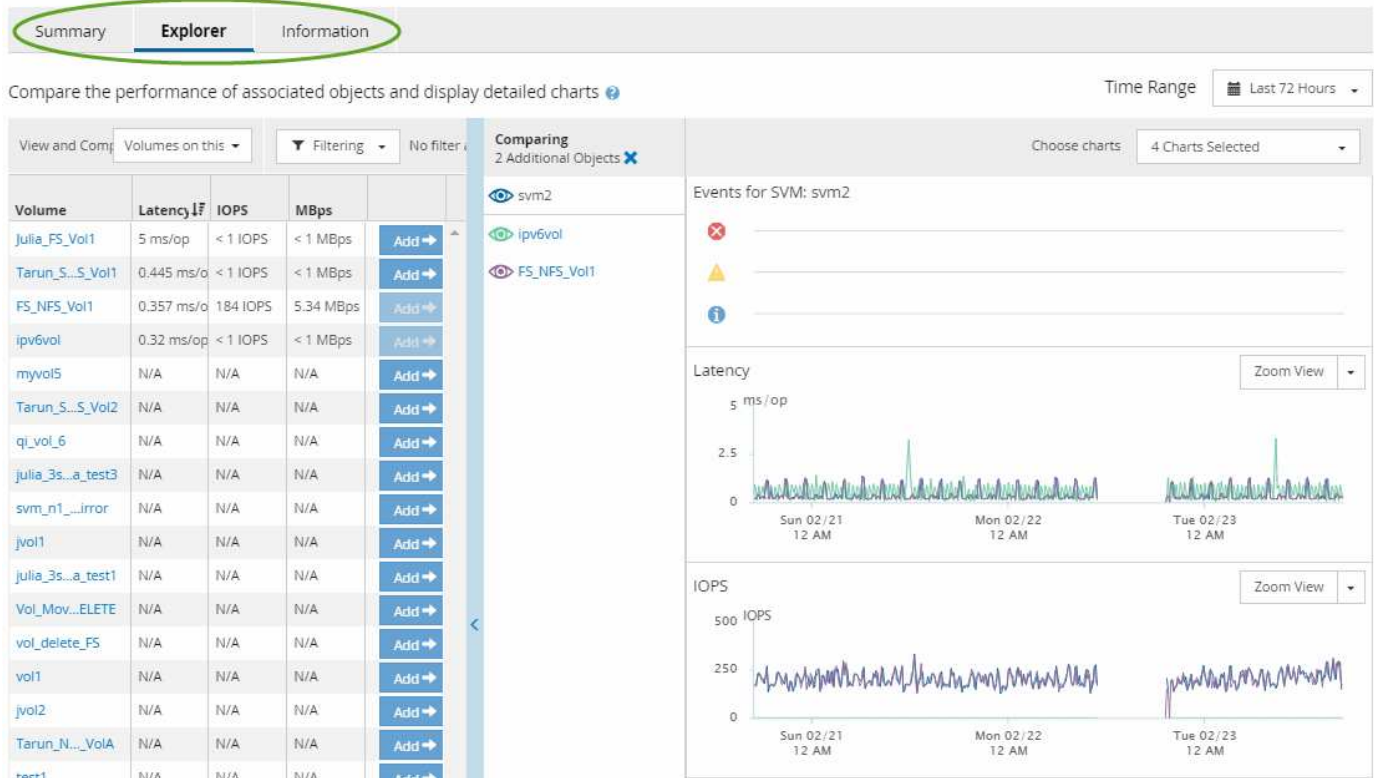 Summary Explorer Information
Compare the performance of associated objects and display detailed charts ?
Time Range Last 72 Hours
View and Comp Volumes on this Filtering No filter
Volume Latency IOPS MBps
Julia_FS_Vol1 5 ms/op < 1 IOPS < 1 MBps Add
Tarun_S...S_Vol1 0.445 ms/o < 1 IOPS < 1 MBps Add
FS_NFS_Vol1 0.357 ms/o 184 IOPS 5.34 MBps Add
ipv6vol 0.32 ms/op < 1 IOPS < 1 MBps Add
myvol5 N/A N/A N/A Add
Tarun_S...S_Vol2 N/A N/A N/A Add
qi_vol_6 N/A N/A N/A Add
julia_3s...a_test3 N/A N/A N/A Add
svm_n1_...irror N/A N/A N/A Add
jvol1 N/A N/A N/A Add
julia_3s...a_test1 N/A N/A N/A Add
Vol_Mov...ELETE N/A N/A N/A Add
vol_delete_FS N/A N/A N/A Add
vol1 N/A N/A N/A Add
jvol2 N/A N/A N/A Add
Tarun_N..._VolA N/A N/A N/A Add
test1 N/A N/A N/A Add
Comparing
2 Additional Objects
svm2
ipv6vol
FS_NFS_Vol1
Choose charts 4 Charts Selected
Events for SVM: svm2
Latency Zoom View
5 ms/op
2.5
0
Sun 02/21 Mon 02/22 Tue 02/23
12 AM 12 AM 12 AM
IOPS Zoom View
500 IOPS
250
0
Sun 02/21 Mon 02/22 Tue 02/23
12 AM 12 AM 12 AM